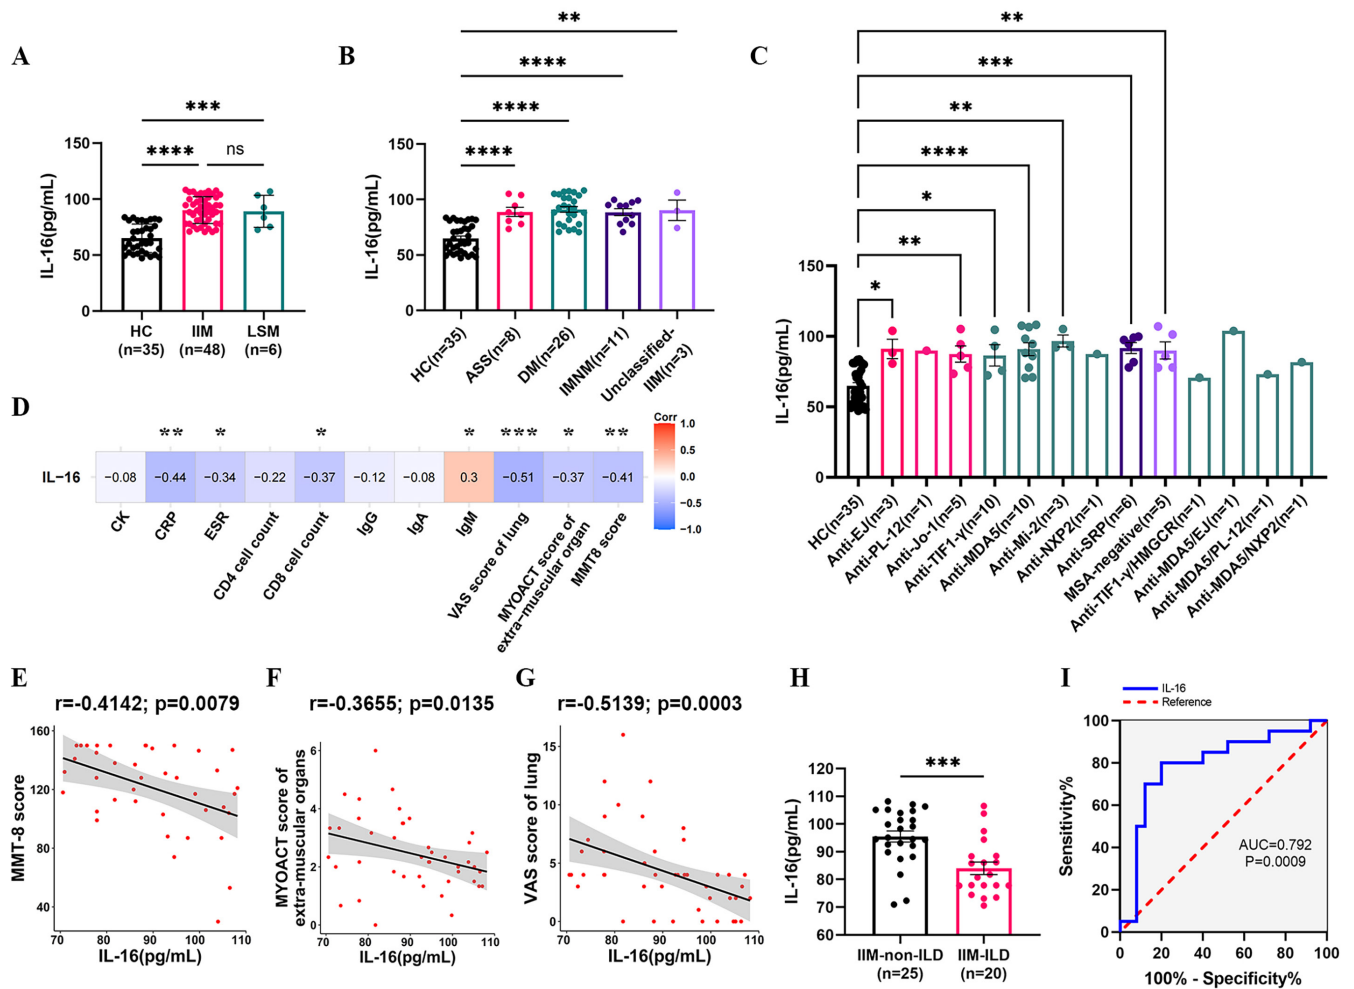 A
***
****
ns
IL-16(pg/mL)
150
100
50
0
HC
(n=35)
IIM
(n=48)
LSM
(n=6)
B
**
****
****
****
IL-16(pg/mL)
150
100
50
0
HC(n=35)
ASS(n=8)
DM(n=26)
IMNM(n=11)
Unclassified-
IIM(n=3)
C
**
***
**
****
*
**
*
IL-16(pg/mL)
150
100
50
0
HC(n=35)
Anti-EJ(n=3)
Anti-PL-12(n=1)
Anti-Jo-1(n=5)
Anti-TIF1-γ(n=10)
Anti-MDA5(n=10)
Anti-Mi-2(n=3)
Anti-NXP2(n=1)
Anti-SRP(n=6)
MSA-negative(n=5)
Anti-TIF1-γ/HMGCR(n=1)
Anti-MDA5/EJ(n=1)
Anti-MDA5/PL-12(n=1)
Anti-MDA5/NXP2(n=1)
D
** * * * *** * **
IL−16
−0.08 −0.44 −0.34 −0.22 −0.37 −0.12 −0.08 0.3 −0.51 −0.37 −0.41
CK
CRP
ESR
CD4 cell count
CD8 cell count
IgG
IgA
IgM
VAS score of lung
MYOACT score of
extra−muscular organ
MMT8 score
Corr
1.0
0.5
0.0
−0.5
−1.0
E
r=-0.4142; p=0.0079
MMT-8 score
160
120
80
40
70 80 90 100 110
IL-16(pg/mL)
F
r=-0.3655; p=0.0135
MYOACT score of
extra-muscular organs
6
4
2
0
70 80 90 100 110
IL-16(pg/mL)
G
r=-0.5139; p=0.0003
VAS score of lung
15
10
5
0
70 80 90 100 110
IL-16(pg/mL)
H
***
IL-16(pg/mL)
120
110
100
90
80
70
60
IIM-non-ILD
(n=25)
IIM-ILD
(n=20)
I
IL-16
Reference
Sensitivity%
100
80
60
40
20
0
AUC=0.792
P=0.0009
0 20 40 60 80 100
100% - Specificity%